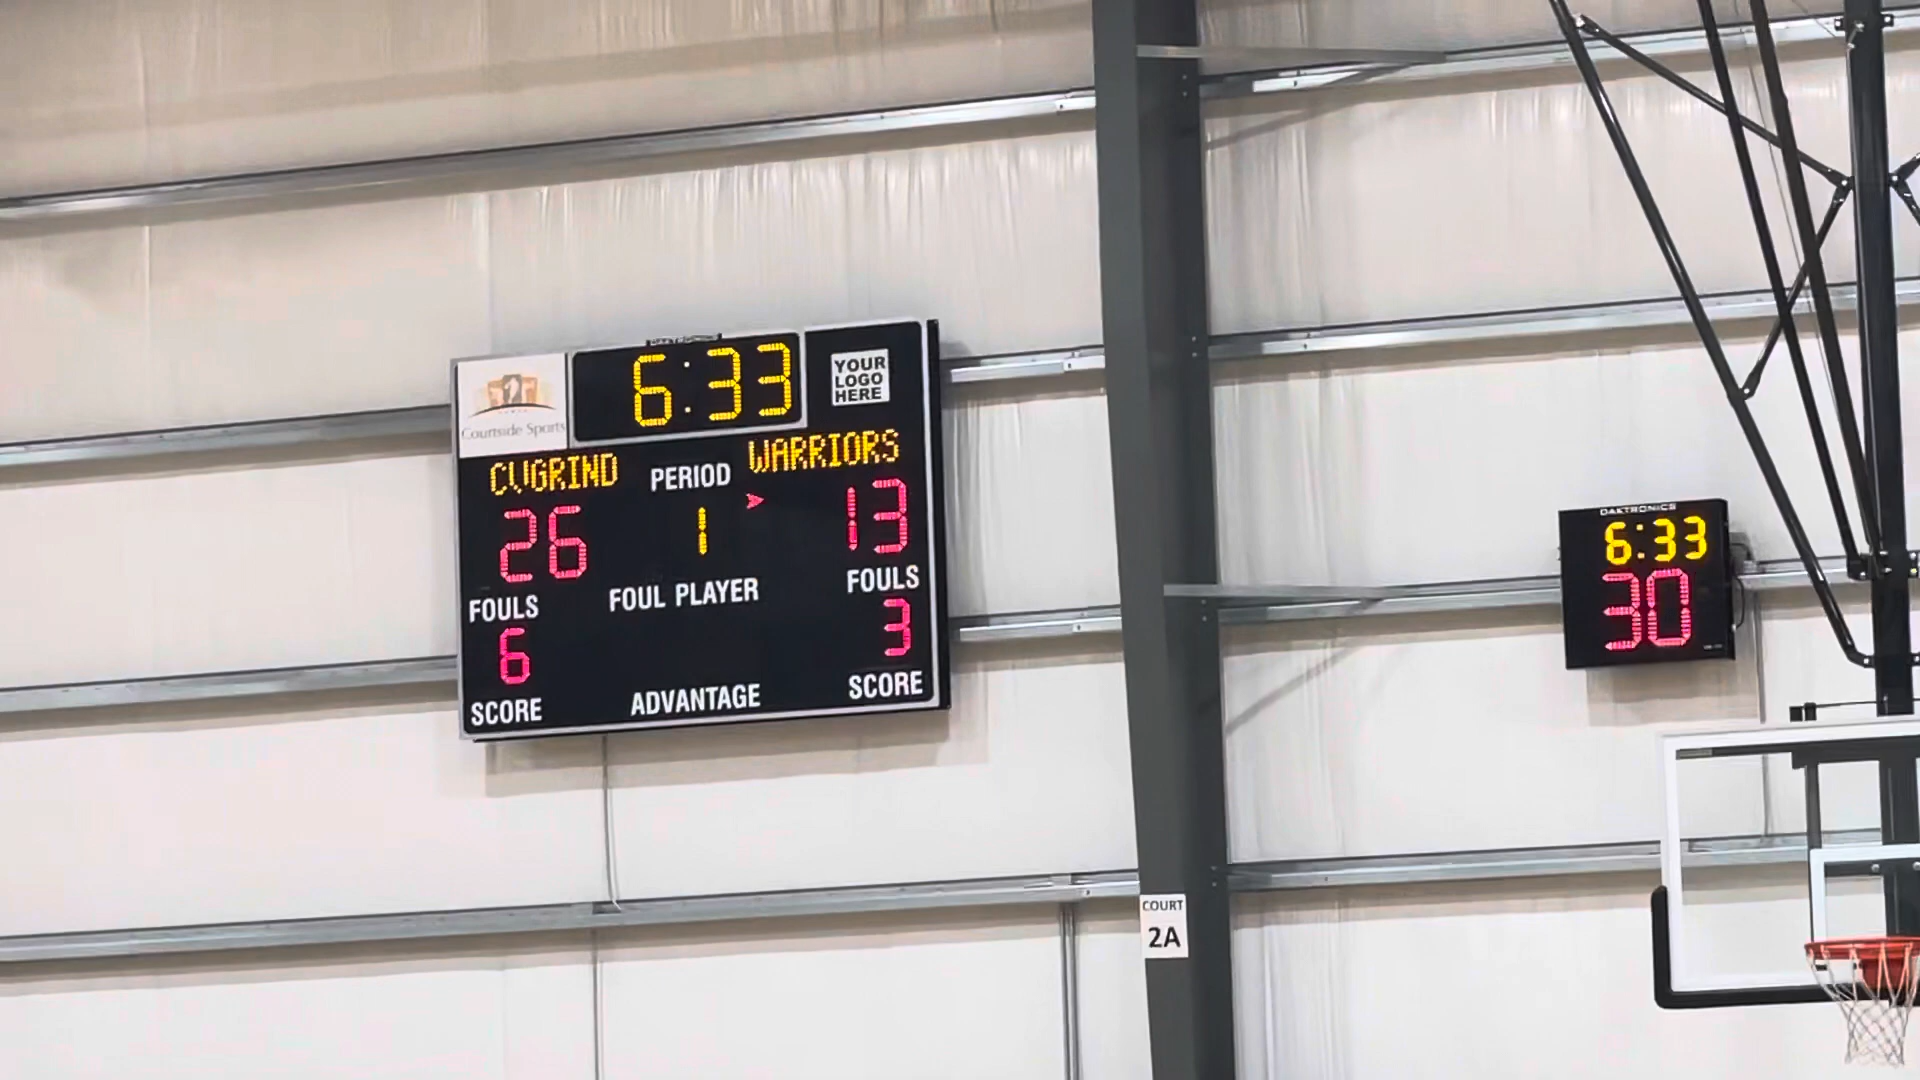 DAKTRONICS
6:33
YOUR
LOGO
HERE
Courtside Sports
CVGRIND
PERIOD
WARRIORS
26
1
13
FOULS
FOUL PLAYER
FOULS
6
3
SCORE
ADVANTAGE
SCORE
DAKTRONICS
6:33
30
COURT
2A